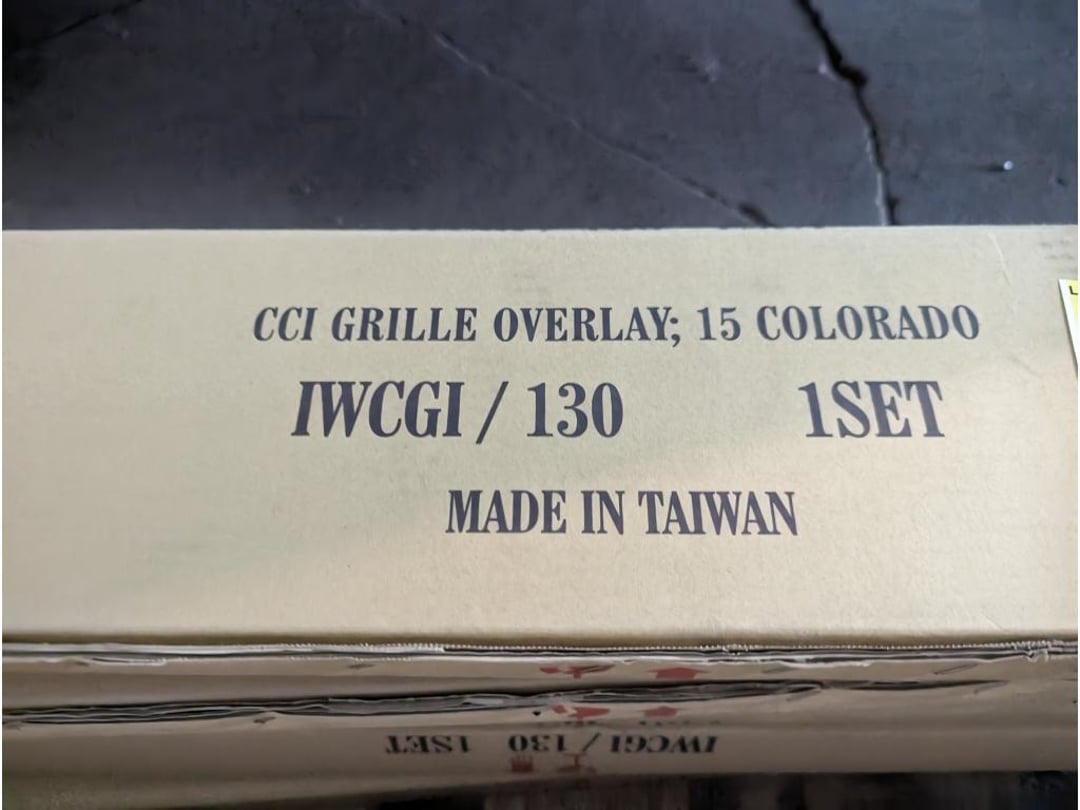 CCI GRILLE OVERLAY; 15 COLORADO
IWCGI / 130 1SET
MADE IN TAIWAN
IWCGI / 130 1SET